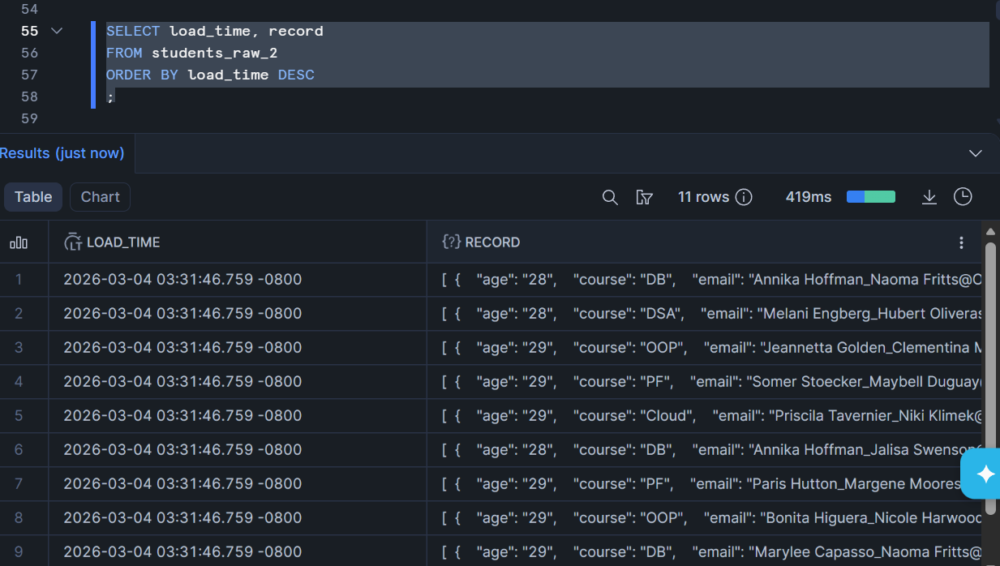 54
55 SELECT load_time, record
56 FROM students_raw_2
57 ORDER BY load_time DESC
58 ;
59
Results (just now)
Table Chart 11 rows 419ms
LOAD_TIME {?} RECORD
1 2026-03-04 03:31:46.759 -0800 [ { "age": "28", "course": "DB", "email": "Annika Hoffman_Naoma Fritts@
2 2026-03-04 03:31:46.759 -0800 [ { "age": "28", "course": "DSA", "email": "Melani Engberg_Hubert Oliveras
3 2026-03-04 03:31:46.759 -0800 [ { "age": "29", "course": "OOP", "email": "Jeannetta Golden_Clementina M
4 2026-03-04 03:31:46.759 -0800 [ { "age": "29", "course": "PF", "email": "Somer Stoecker_Maybell Duguay
5 2026-03-04 03:31:46.759 -0800 [ { "age": "29", "course": "Cloud", "email": "Priscila Tavernier_Niki Klimek@
6 2026-03-04 03:31:46.759 -0800 [ { "age": "28", "course": "DB", "email": "Annika Hoffman_Jalisa Swenson
7 2026-03-04 03:31:46.759 -0800 [ { "age": "29", "course": "PF", "email": "Paris Hutton_Margene Moores
8 2026-03-04 03:31:46.759 -0800 [ { "age": "29", "course": "OOP", "email": "Bonita Higuera_Nicole Harwood
9 2026-03-04 03:31:46.759 -0800 [ { "age": "29", "course": "DB", "email": "Marylee Capasso_Naoma Fritts@